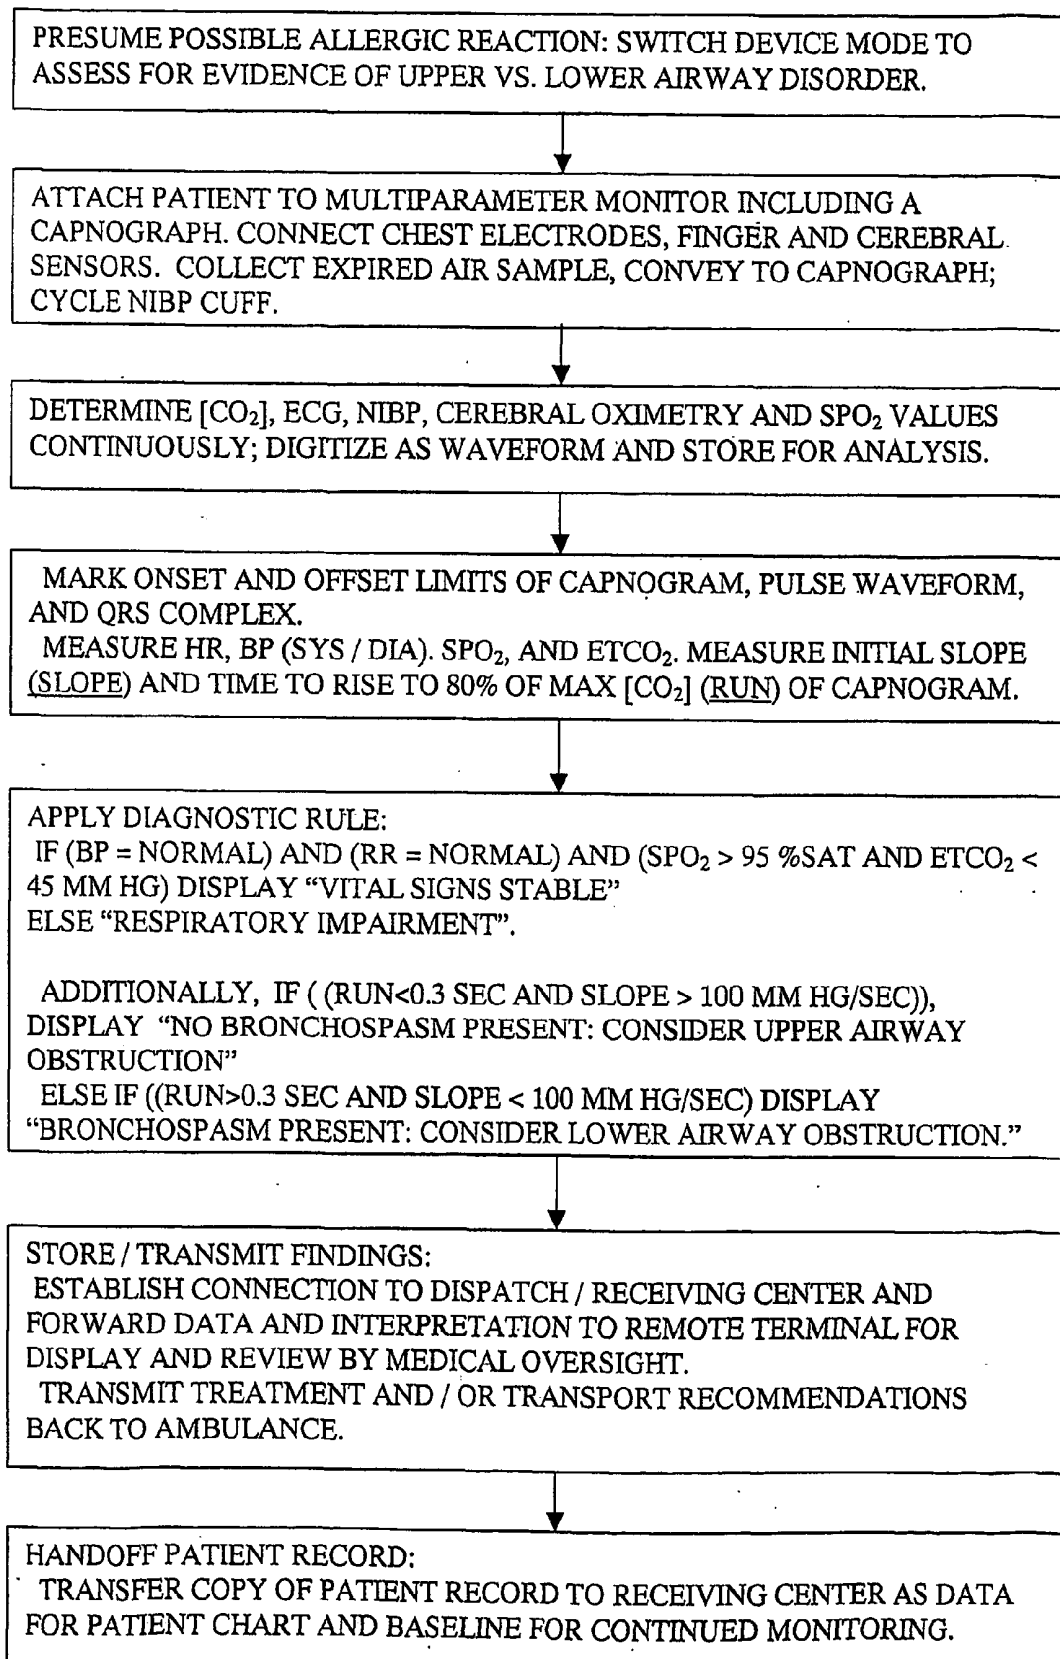 PRESUME POSSIBLE ALLERGIC REACTION: SWITCH DEVICE MODE TO
ASSESS FOR EVIDENCE OF UPPER VS. LOWER AIRWAY DISORDER.
ATTACH PATIENT TO MULTIPARAMETER MONITOR INCLUDING A
CAPNOGRAPH. CONNECT CHEST ELECTRODES, FINGER AND CEREBRAL
SENSORS. COLLECT EXPIRED AIR SAMPLE, CONVEY TO CAPNOGRAPH;
CYCLE NIBP CUFF.
DETERMINE [CO₂], ECG, NIBP, CEREBRAL OXIMETRY AND SPO₂ VALUES
CONTINUOUSLY; DIGITIZE AS WAVEFORM AND STORE FOR ANALYSIS.
MARK ONSET AND OFFSET LIMITS OF CAPNOGRAM, PULSE WAVEFORM,
AND QRS COMPLEX.
MEASURE HR, BP (SYS / DIA). SPO₂, AND ETCO₂. MEASURE INITIAL SLOPE
(SLOPE) AND TIME TO RISE TO 80% OF MAX [CO₂] (RUN) OF CAPNOGRAM.
APPLY DIAGNOSTIC RULE:
IF (BP = NORMAL) AND (RR = NORMAL) AND (SPO₂ > 95 %SAT AND ETCO₂ <
45 MM HG) DISPLAY “VITAL SIGNS STABLE”
ELSE “RESPIRATORY IMPAIRMENT”.
ADDITIONALLY, IF ( (RUN<0.3 SEC AND SLOPE > 100 MM HG/SEC)),
DISPLAY “NO BRONCHOSPASM PRESENT: CONSIDER UPPER AIRWAY
OBSTRUCTION”
ELSE IF ((RUN>0.3 SEC AND SLOPE < 100 MM HG/SEC) DISPLAY
“BRONCHOSPASM PRESENT: CONSIDER LOWER AIRWAY OBSTRUCTION.”
STORE / TRANSMIT FINDINGS:
ESTABLISH CONNECTION TO DISPATCH / RECEIVING CENTER AND
FORWARD DATA AND INTERPRETATION TO REMOTE TERMINAL FOR
DISPLAY AND REVIEW BY MEDICAL OVERSIGHT.
TRANSMIT TREATMENT AND / OR TRANSPORT RECOMMENDATIONS
BACK TO AMBULANCE.
HANDOFF PATIENT RECORD:
TRANSFER COPY OF PATIENT RECORD TO RECEIVING CENTER AS DATA
FOR PATIENT CHART AND BASELINE FOR CONTINUED MONITORING.